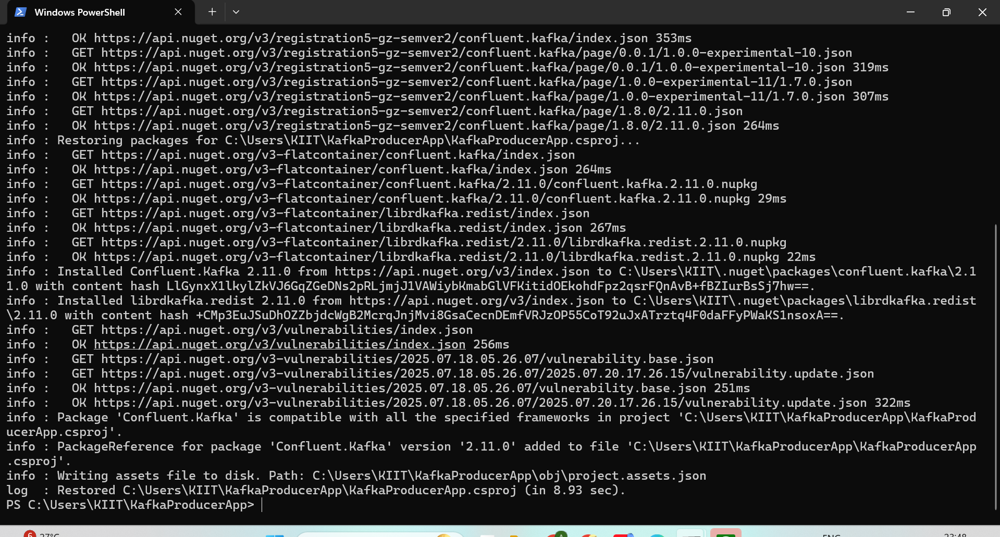 Windows PowerShell
info :   OK https://api.nuget.org/v3/registration5-gz-semver2/confluent.kafka/index.json 353ms
info :   GET https://api.nuget.org/v3/registration5-gz-semver2/confluent.kafka/page/0.0.1/1.0.0-experimental-10.json
info :   OK https://api.nuget.org/v3/registration5-gz-semver2/confluent.kafka/page/0.0.1/1.0.0-experimental-10.json 319ms
info :   GET https://api.nuget.org/v3/registration5-gz-semver2/confluent.kafka/page/1.0.0-experimental-11/1.7.0.json
info :   OK https://api.nuget.org/v3/registration5-gz-semver2/confluent.kafka/page/1.0.0-experimental-11/1.7.0.json 307ms
info :   GET https://api.nuget.org/v3/registration5-gz-semver2/confluent.kafka/page/1.8.0/2.11.0.json
info :   OK https://api.nuget.org/v3/registration5-gz-semver2/confluent.kafka/page/1.8.0/2.11.0.json 264ms
info : Restoring packages for C:\Users\KIIT\KafkaProducerApp\KafkaProducerApp.csproj...
info :   GET https://api.nuget.org/v3-flatcontainer/confluent.kafka/index.json
info :   OK https://api.nuget.org/v3-flatcontainer/confluent.kafka/index.json 264ms
info :   GET https://api.nuget.org/v3-flatcontainer/confluent.kafka/2.11.0/confluent.kafka.2.11.0.nupkg
info :   OK https://api.nuget.org/v3-flatcontainer/confluent.kafka/2.11.0/confluent.kafka.2.11.0.nupkg 29ms
info :   GET https://api.nuget.org/v3-flatcontainer/librdkafka.redist/index.json
info :   OK https://api.nuget.org/v3-flatcontainer/librdkafka.redist/index.json 267ms
info :   GET https://api.nuget.org/v3-flatcontainer/librdkafka.redist/2.11.0/librdkafka.redist.2.11.0.nupkg
info :   OK https://api.nuget.org/v3-flatcontainer/librdkafka.redist/2.11.0/librdkafka.redist.2.11.0.nupkg 22ms
info : Installed Confluent.Kafka 2.11.0 from https://api.nuget.org/v3/index.json to C:\Users\KIIT\.nuget\packages\confluent.kafka\2.1
1.0 with content hash LlGynxX1lkylZkVJ6GqZGeDNs2pRLjmjJ1VAWiybKmabGlVFKitidOEkohdFpz2qsrFQnAvB+fBZIurBsSj7hw==.
info : Installed librdkafka.redist 2.11.0 from https://api.nuget.org/v3/index.json to C:\Users\KIIT\.nuget\packages\librdkafka.redist
\2.11.0 with content hash +CMp3EuJSuDhOZZbjdcWgB2McrqJnjMvi8GsaCecnDEmfVRJzOP55CoT92uJxATrztq4F0daFFyPWaKS1nsoxA==.
info :   GET https://api.nuget.org/v3/vulnerabilities/index.json
info :   OK https://api.nuget.org/v3/vulnerabilities/index.json 256ms
info :   GET https://api.nuget.org/v3-vulnerabilities/2025.07.18.05.26.07/vulnerability.base.json
info :   GET https://api.nuget.org/v3-vulnerabilities/2025.07.18.05.26.07/2025.07.20.17.26.15/vulnerability.update.json
info :   OK https://api.nuget.org/v3-vulnerabilities/2025.07.18.05.26.07/vulnerability.base.json 251ms
info :   OK https://api.nuget.org/v3-vulnerabilities/2025.07.18.05.26.07/2025.07.20.17.26.15/vulnerability.update.json 322ms
info : Package 'Confluent.Kafka' is compatible with all the specified frameworks in project 'C:\Users\KIIT\KafkaProducerApp\KafkaProd
ucerApp.csproj'.
info : PackageReference for package 'Confluent.Kafka' version '2.11.0' added to file 'C:\Users\KIIT\KafkaProducerApp\KafkaProducerApp
.csproj'.
info : Writing assets file to disk. Path: C:\Users\KIIT\KafkaProducerApp\obj\project.assets.json
log  : Restored C:\Users\KIIT\KafkaProducerApp\KafkaProducerApp.csproj (in 8.93 sec).
PS C:\Users\KIIT\KafkaProducerApp>
6 27°C ENG 23:48